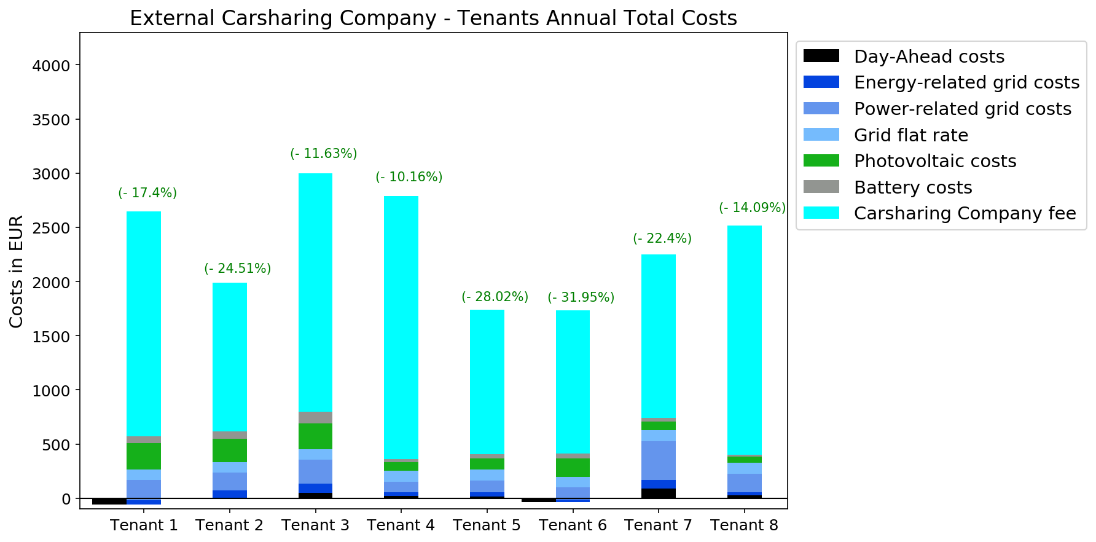 External Carsharing Company - Tenants Annual Total Costs
Costs in EUR
4000
3500
3000
2500
2000
1500
1000
500
0
(- 17.4%)
(- 24.51%)
(- 11.63%)
(- 10.16%)
(- 28.02%)
(- 31.95%)
(- 22.4%)
(- 14.09%)
Tenant 1
Tenant 2
Tenant 3
Tenant 4
Tenant 5
Tenant 6
Tenant 7
Tenant 8
Day-Ahead costs
Energy-related grid costs
Power-related grid costs
Grid flat rate
Photovoltaic costs
Battery costs
Carsharing Company fee